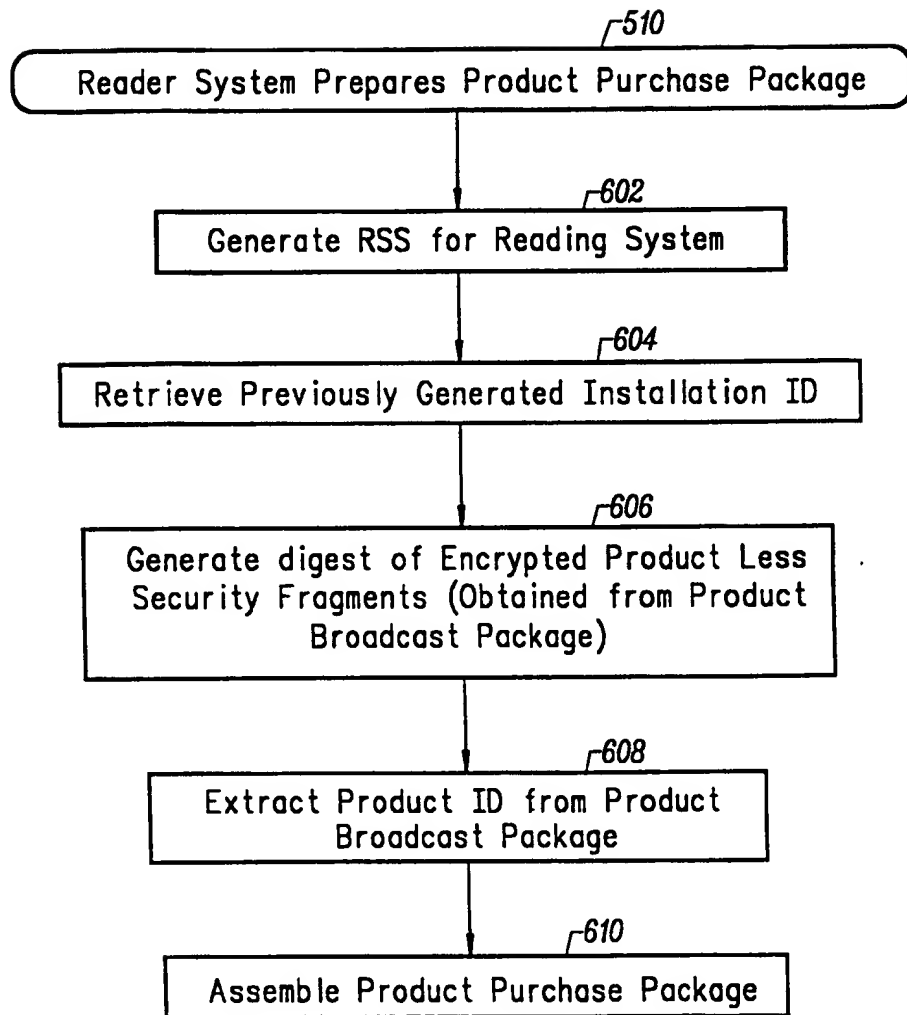 510
Reader System Prepares Product Purchase Package
602
Generate RSS for Reading System
604
Retrieve Previously Generated Installation ID
606
Generate digest of Encrypted Product Less
Security Fragments (Obtained from Product
Broadcast Package)
608
Extract Product ID from Product
Broadcast Package
610
Assemble Product Purchase Package